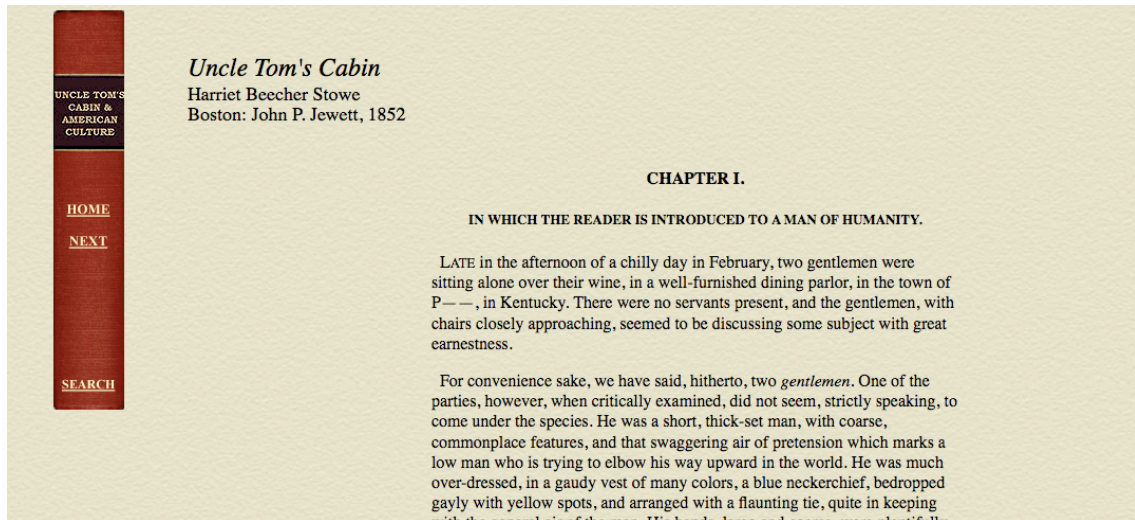 UNCLE TOM'S
CABIN &
AMERICAN
CULTURE
HOME
NEXT
SEARCH
Uncle Tom's Cabin
Harriet Beecher Stowe
Boston: John P. Jewett, 1852
CHAPTER I.
IN WHICH THE READER IS INTRODUCED TO A MAN OF HUMANITY.
LATE in the afternoon of a chilly day in February, two gentlemen were
sitting alone over their wine, in a well-furnished dining parlor, in the town of
P— —, in Kentucky. There were no servants present, and the gentlemen, with
chairs closely approaching, seemed to be discussing some subject with great
earnestness.
For convenience sake, we have said, hitherto, two gentlemen. One of the
parties, however, when critically examined, did not seem, strictly speaking, to
come under the species. He was a short, thick-set man, with coarse,
commonplace features, and that swaggering air of pretension which marks a
low man who is trying to elbow his way upward in the world. He was much
over-dressed, in a gaudy vest of many colors, a blue neckerchief, bedropped
gayly with yellow spots, and arranged with a flaunting tie, quite in keeping